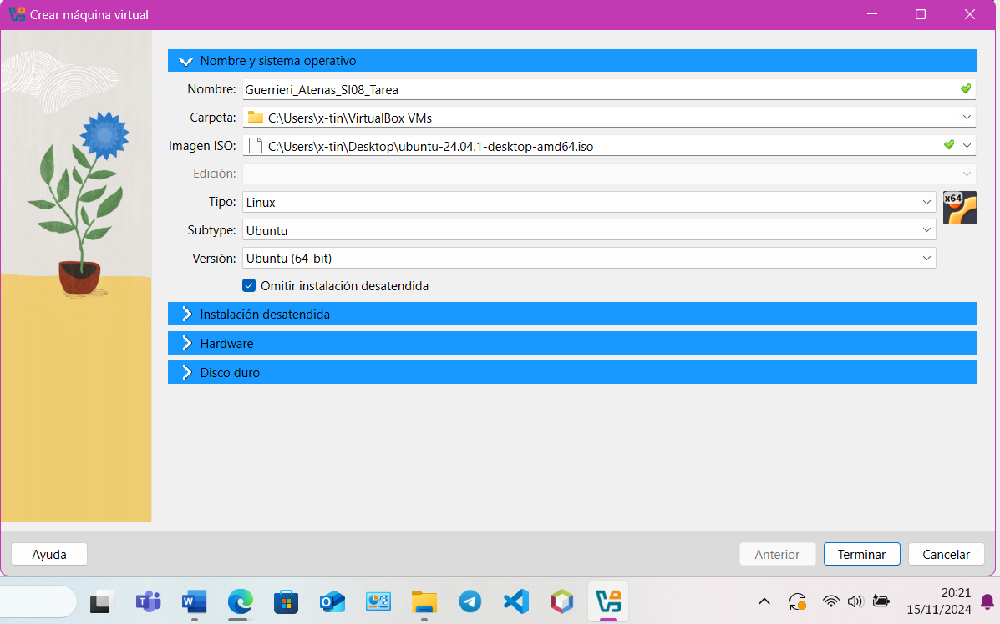 Crear máquina virtual
Nombre y sistema operativo
Nombre: Guerrieri_Atenas_SI08_Tarea
Carpeta: C:\Users\x-tin\VirtualBox VMs
Imagen ISO: C:\Users\x-tin\Desktop\ubuntu-24.04.1-desktop-amd64.iso
Edición:
Tipo: Linux
x64
Subtype: Ubuntu
Versión: Ubuntu (64-bit)
Omitir instalación desatendida
Instalación desatendida
Hardware
Disco duro
Ayuda Anterior Terminar Cancelar
20:21
15/11/2024